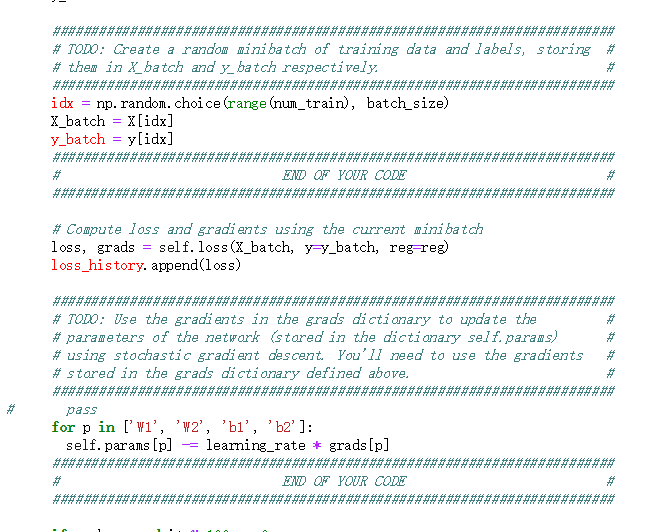 ###########################################################################
# TODO: Create a random minibatch of training data and labels, storing #
# them in X_batch and y_batch respectively. #
###########################################################################
idx = np.random.choice(range(num_train), batch_size)
X_batch = X[idx]
y_batch = y[idx]
###########################################################################
# END OF YOUR CODE #
###########################################################################
# Compute loss and gradients using the current minibatch
loss, grads = self.loss(X_batch, y=y_batch, reg=reg)
loss_history.append(loss)
###########################################################################
# TODO: Use the gradients in the grads dictionary to update the #
# parameters of the network (stored in the dictionary self.params) #
# using stochastic gradient descent. You'll need to use the gradients #
# stored in the grads dictionary defined above. #
###########################################################################
# pass
for p in ['W1', 'W2', 'b1', 'b2']:
self.params[p] -= learning_rate * grads[p]
###########################################################################
# END OF YOUR CODE #
###########################################################################